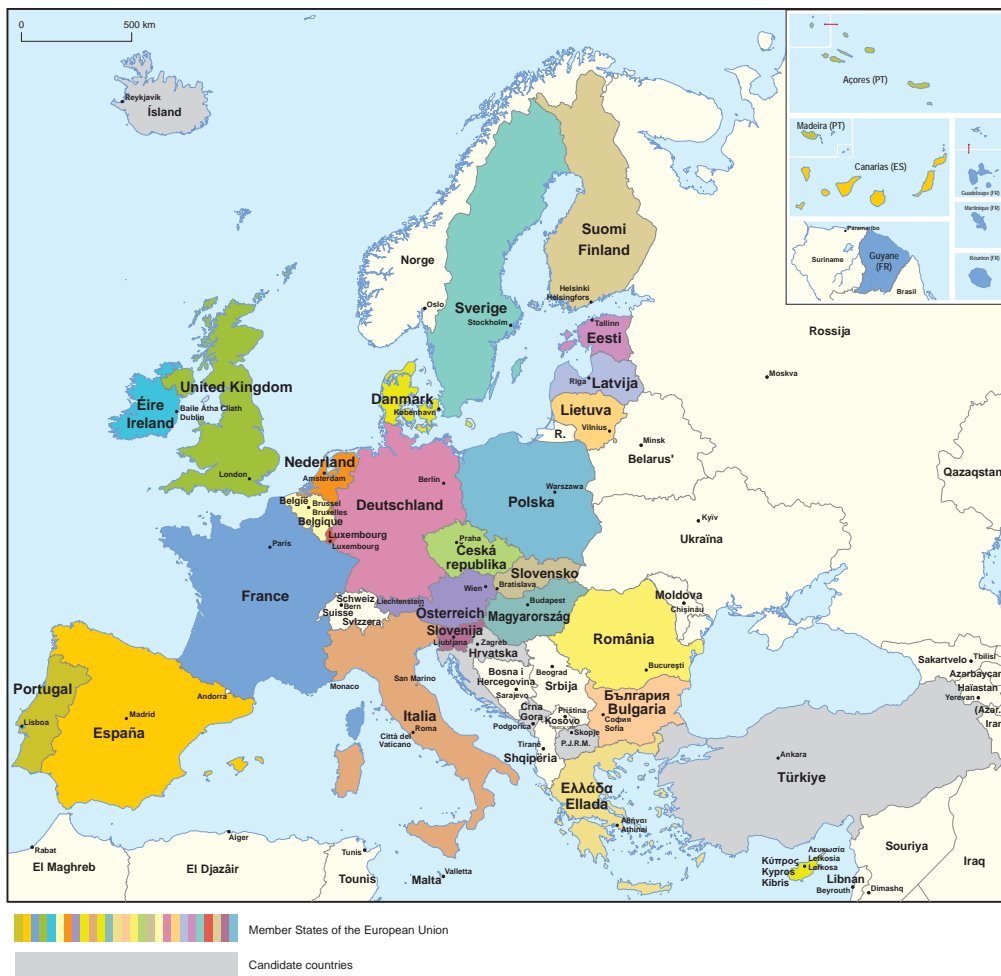 0
500 km
Reykjavík
Ísland
Açores (PT)
Madeira (PT)
Canarias (ES)
Guadeloupe (FR)
Martinique (FR)
Réunion (FR)
Paramaribo
Suriname
Guyane
(FR)
Brasil
Norge
Oslo
Sverige
Stockholm
Suomi
Finland
Helsinki
Helsingfors
Tallinn
Eesti
Rīga
Latvija
Lietuva
Vilnius
R.
Rossija
Moskva
Minsk
Belarus'
Qazaqstan
United Kingdom
London
Éire
Ireland
Baile Átha Cliath
Dublin
Danmark
København
Nederland
Amsterdam
België
Brussel
Bruxelles
Belgique
Luxembourg
Luxembourg
Deutschland
Berlin
Polska
Warszawa
Kyïv
Ukraïna
Paris
France
Praha
Česká
republika
Slovensko
Bratislava
Wien
Österreich
Liechtenstein
Schweiz
Bern
Suisse
Svizzera
Budapest
Magyarország
Moldova
Chişinău
Slovenija
Ljubljana
Zagreb
Hrvatska
România
Bucureşti
Bosna i
Hercegovina
Sarajevo
Beograd
Srbija
Crna
Gora
Podgorica
Priština
Kosovo
Skopje
P.J.R.M.
България
Bulgaria
София
Sofia
Tiranë
Shqipëria
Portugal
Lisboa
España
Madrid
Andorra
Monaco
San Marino
Italia
Roma
Città del
Vaticano
Ελλάδα
Ellada
Αθήναι
Athinai
Ankara
Türkiye
Sakartvelo
Tbilisi
Azərbaycan
Haïastan
Yerevan
(Azər.)
Iran
Rabat
El Maghreb
Alger
El Djazâir
Tunis
Tounis
Malta
Valletta
Κύπρος
Kypros
Kibris
Λευκωσία
Lefkosia
Lefkoşa
Libnan
Beyrouth
Dimashq
Souriya
Iraq
Member States of the European Union
Candidate countries